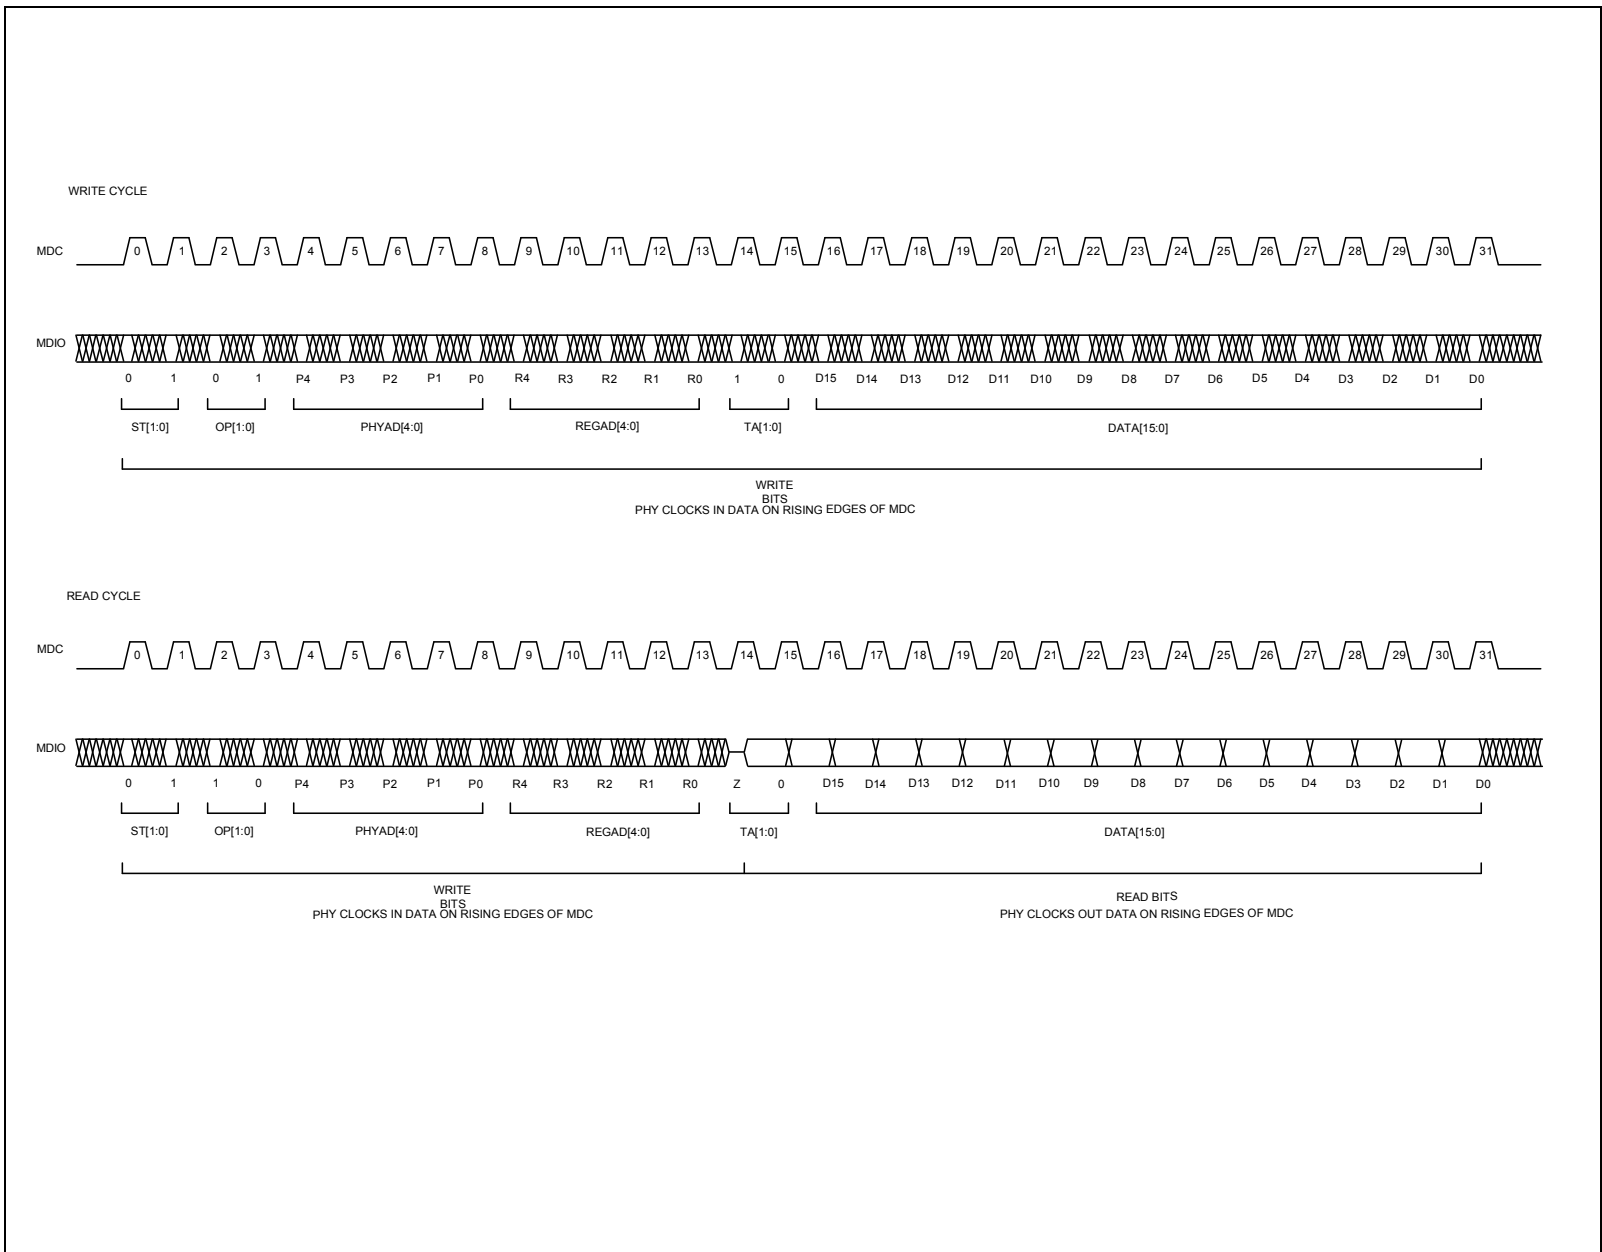 WRITE CYCLE
MDC 0 1 2 3 4 5 6 7 8 9 10 11 12 13 14 15 16 17 18 19 20 21 22 23 24 25 26 27 28 29 30 31
MDIO
0 1 0 1 P4 P3 P2 P1 P0 R4 R3 R2 R1 R0 1 0 D15 D14 D13 D12 D11 D10 D9 D8 D7 D6 D5 D4 D3 D2 D1 D0
ST[1:0] OP[1:0] PHYAD[4:0] REGAD[4:0] TA[1:0] DATA[15:0]
WRITE
BITS
PHY CLOCKS IN DATA ON RISING EDGES OF MDC
READ CYCLE
MDC 0 1 2 3 4 5 6 7 8 9 10 11 12 13 14 15 16 17 18 19 20 21 22 23 24 25 26 27 28 29 30 31
MDIO
0 1 1 0 P4 P3 P2 P1 P0 R4 R3 R2 R1 R0 Z 0 D15 D14 D13 D12 D11 D10 D9 D8 D7 D6 D5 D4 D3 D2 D1 D0
ST[1:0] OP[1:0] PHYAD[4:0] REGAD[4:0] TA[1:0] DATA[15:0]
WRITE
BITS
PHY CLOCKS IN DATA ON RISING EDGES OF MDC
READ BITS
PHY CLOCKS OUT DATA ON RISING EDGES OF MDC